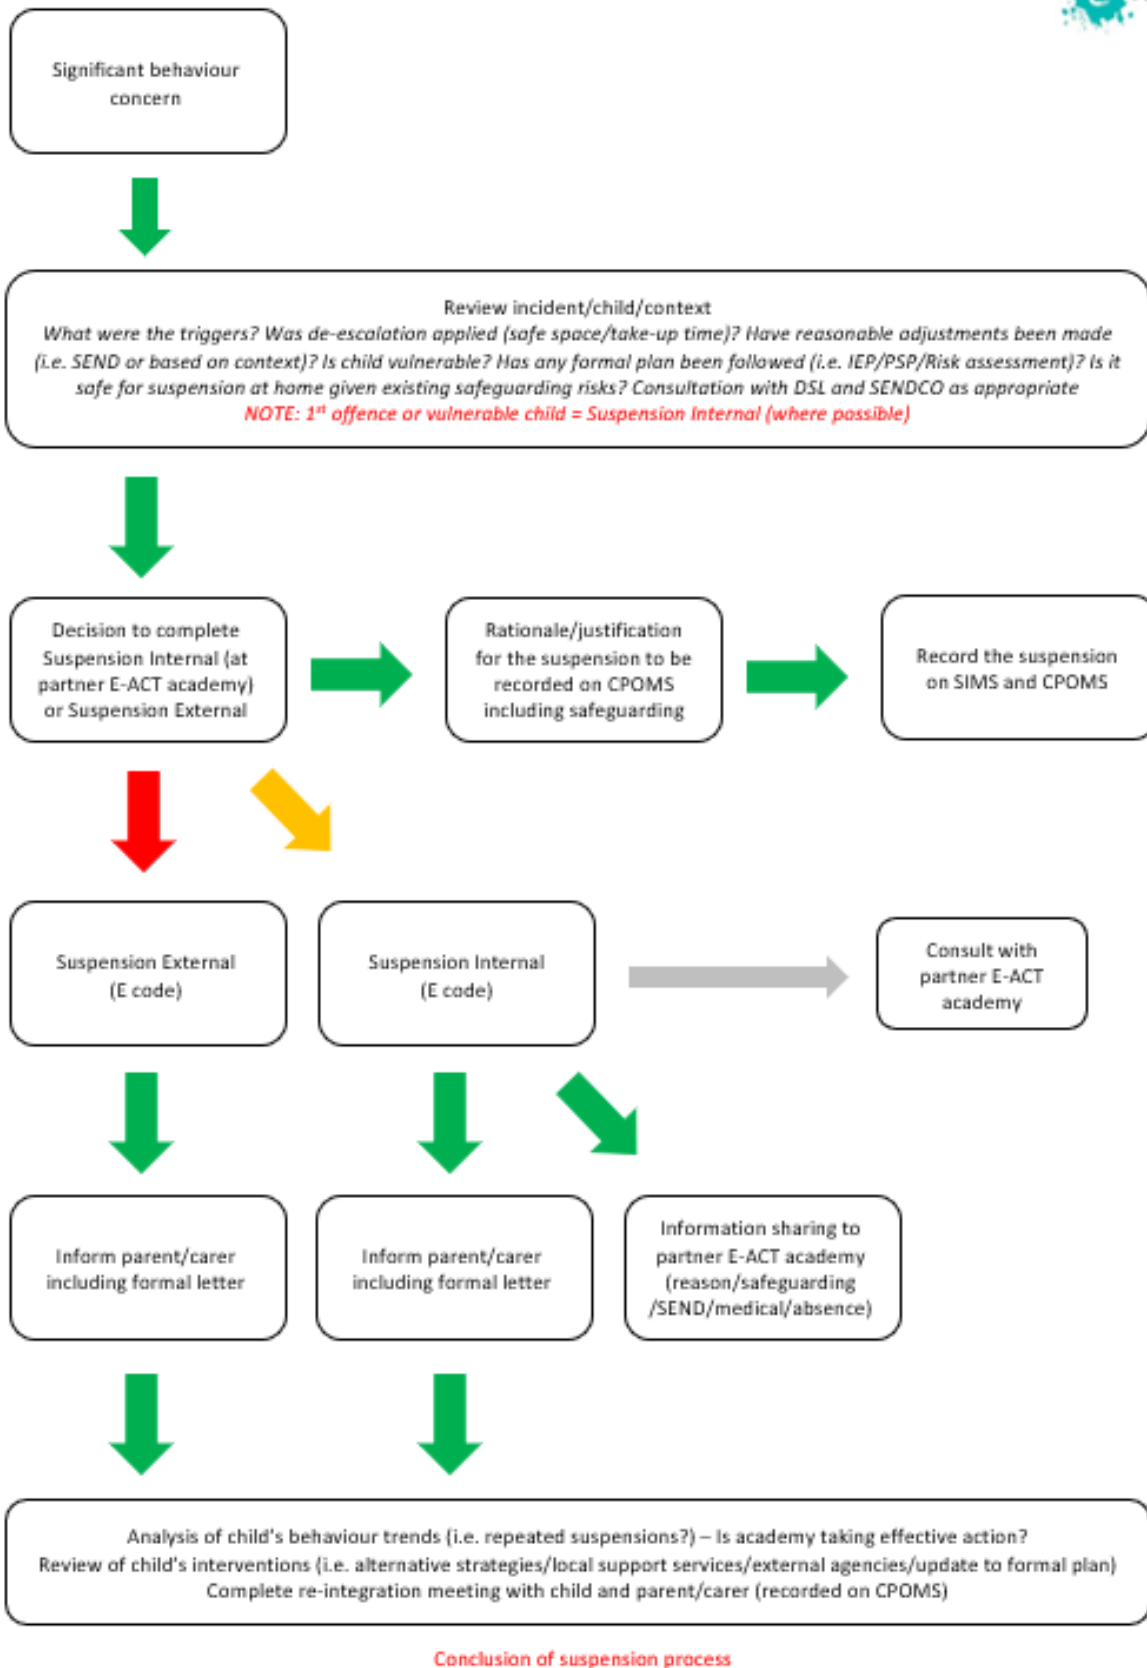 Significant behaviour
concern
Review incident/child/context
What were the triggers? Was de-escalation applied (safe space/take-up time)? Have reasonable adjustments been made
(i.e. SEND or based on context)? Is child vulnerable? Has any formal plan been followed (i.e. IEP/PSP/Risk assessment)? Is it
safe for suspension at home given existing safeguarding risks? Consultation with DSL and SENDCO as appropriate
NOTE: 1st offence or vulnerable child = Suspension Internal (where possible)
Decision to complete
Suspension Internal (at
partner E-ACT academy)
or Suspension External
Rationale/justification
for the suspension to be
recorded on CPOMS
including safeguarding
Record the suspension
on SIMS and CPOMS
Suspension External
(E code)
Suspension Internal
(E code)
Consult with
partner E-ACT
academy
Inform parent/carer
including formal letter
Inform parent/carer
including formal letter
Information sharing to
partner E-ACT academy
(reason/safeguarding
/SEND/medical/absence)
Analysis of child's behaviour trends (i.e. repeated suspensions?) – Is academy taking effective action?
Review of child's interventions (i.e. alternative strategies/local support services/external agencies/update to formal plan)
Complete re-integration meeting with child and parent/carer (recorded on CPOMS)
Conclusion of suspension process